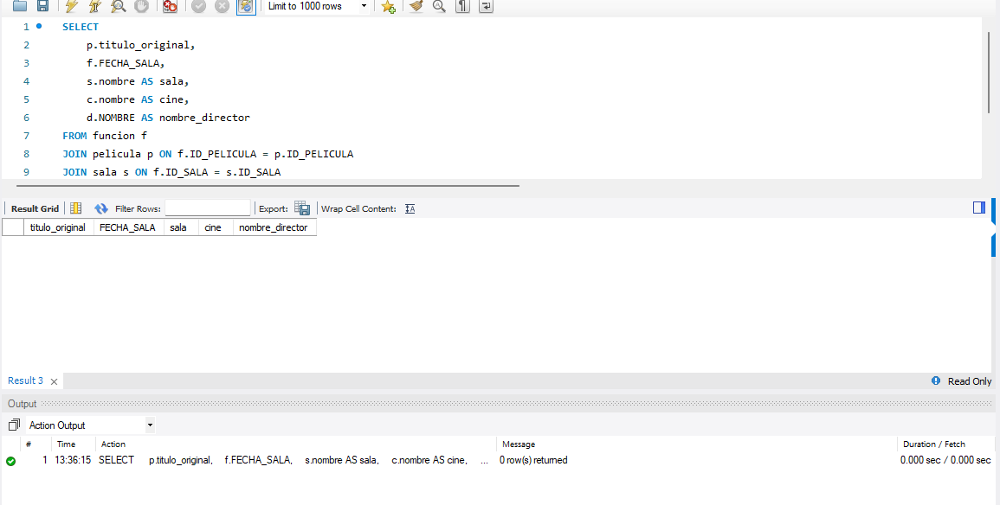 Limit to 1000 rows
1 SELECT
2 p.titulo_original,
3 f.FECHA_SALA,
4 s.nombre AS sala,
5 c.nombre AS cine,
6 d.NOMBRE AS nombre_director
7 FROM funcion f
8 JOIN pelicula p ON f.ID_PELICULA = p.ID_PELICULA
9 JOIN sala s ON f.ID_SALA = s.ID_SALA
Result Grid Filter Rows: Export: Wrap Cell Content:
titulo_original FECHA_SALA sala cine nombre_director
Result 3 Read Only
Output
Action Output
# Time Action Message Duration / Fetch
1 13:36:15 SELECT p.titulo_original, f.FECHA_SALA, s.nombre AS sala, c.nombre AS cine, ... 0 row(s) returned 0.000 sec / 0.000 sec